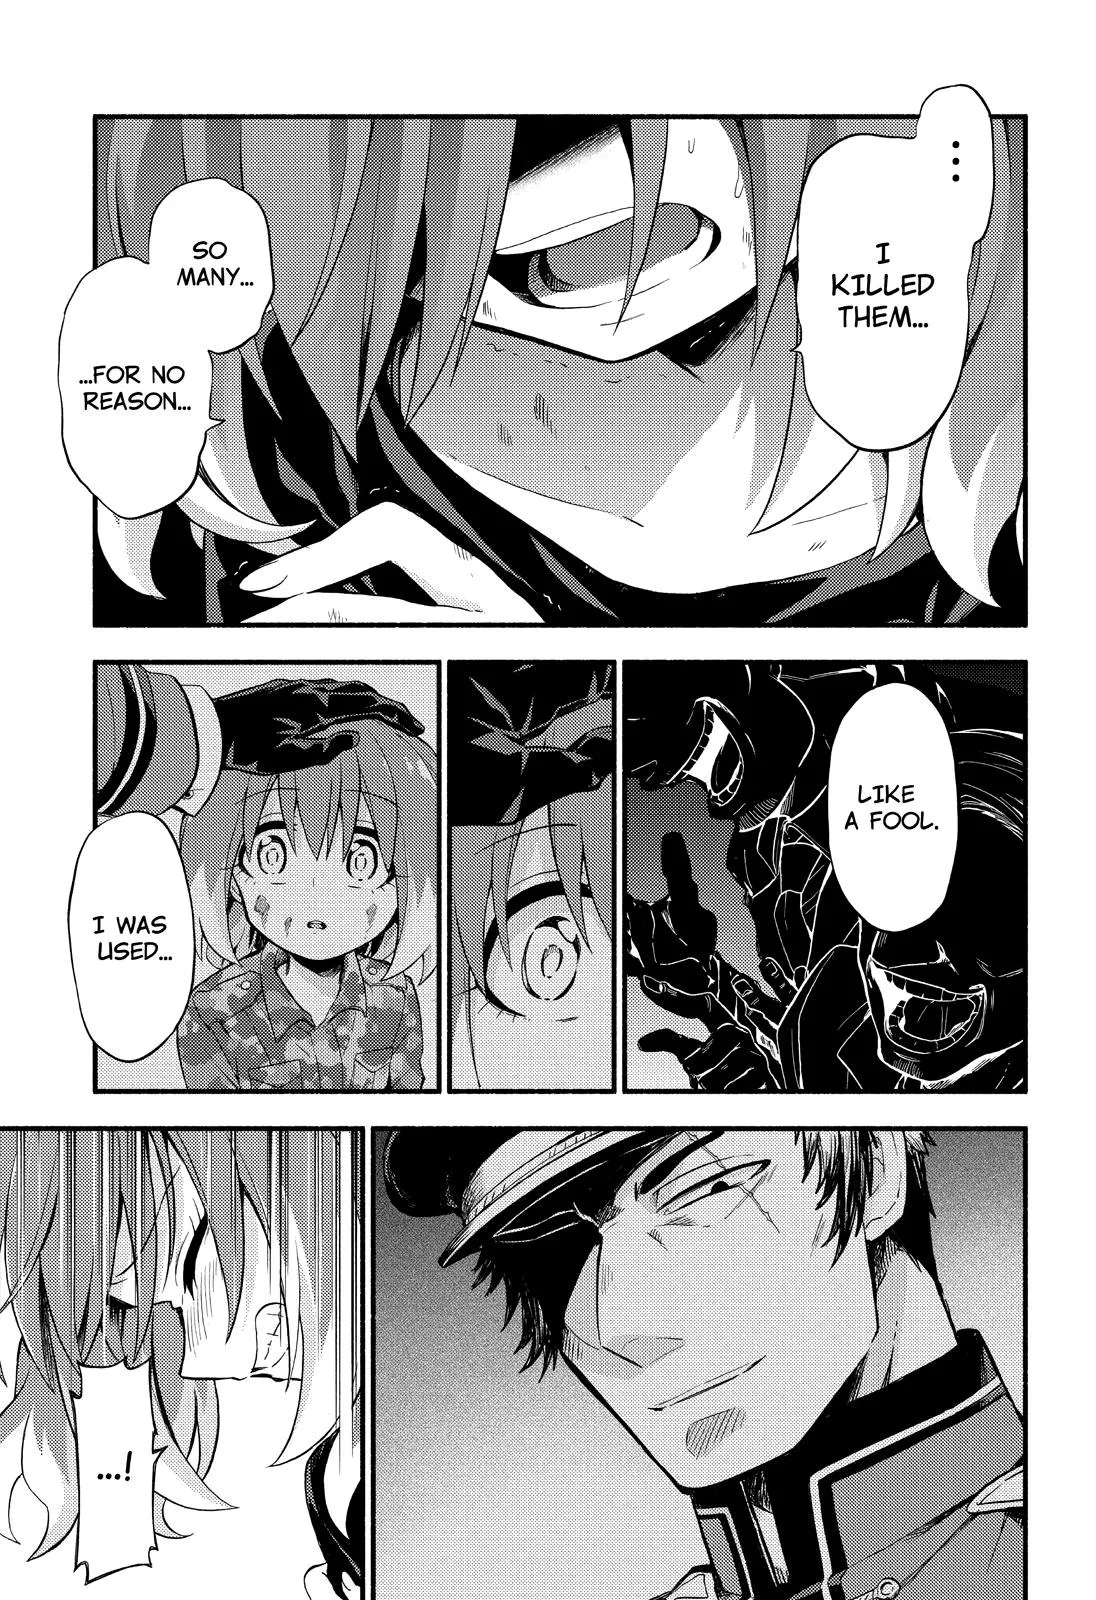 ...
I
KILLED
THEM...
SO
MANY...
...FOR NO
REASON...
LIKE
A FOOL.
I WAS
USED...
...!